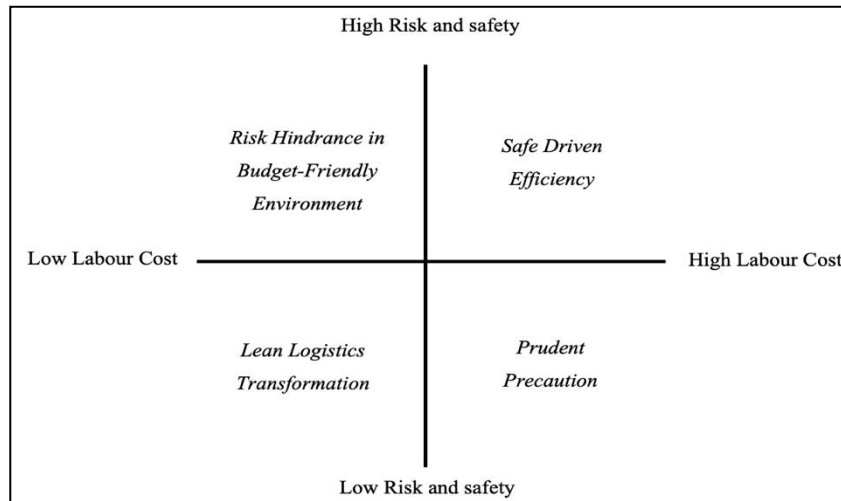 High Risk and safety
Risk Hindrance in
Budget-Friendly
Environment
Safe Driven
Efficiency
Low Labour Cost
High Labour Cost
Lean Logistics
Transformation
Prudent
Precaution
Low Risk and safety